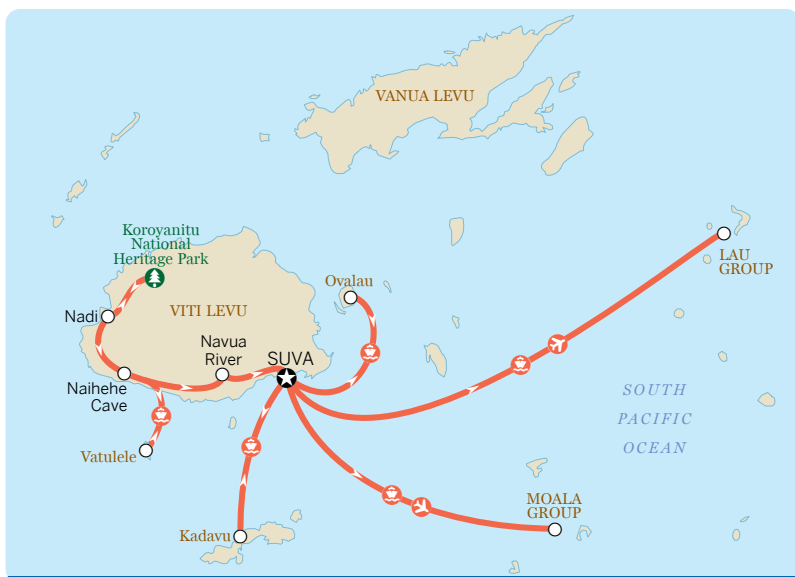 VANUA LEVU
Koroyanitu
National
Heritage Park
LAU
GROUP
Ovalau
VITI LEVU
Nadi
Navua
River
SUVA
Naihehe
Cave
SOUTH
PACIFIC
OCEAN
Vatulele
MOALA
GROUP
Kadavu